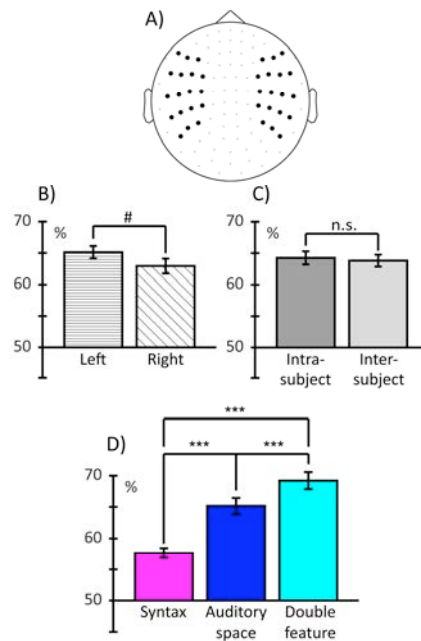 A)
B)
C)
#
n.s.
70
%
60
50
Left
Right
70
%
60
50
Intra-
subject
Inter-
subject
D)
***
***
***
70
%
60
50
Syntax
Auditory
space
Double
feature